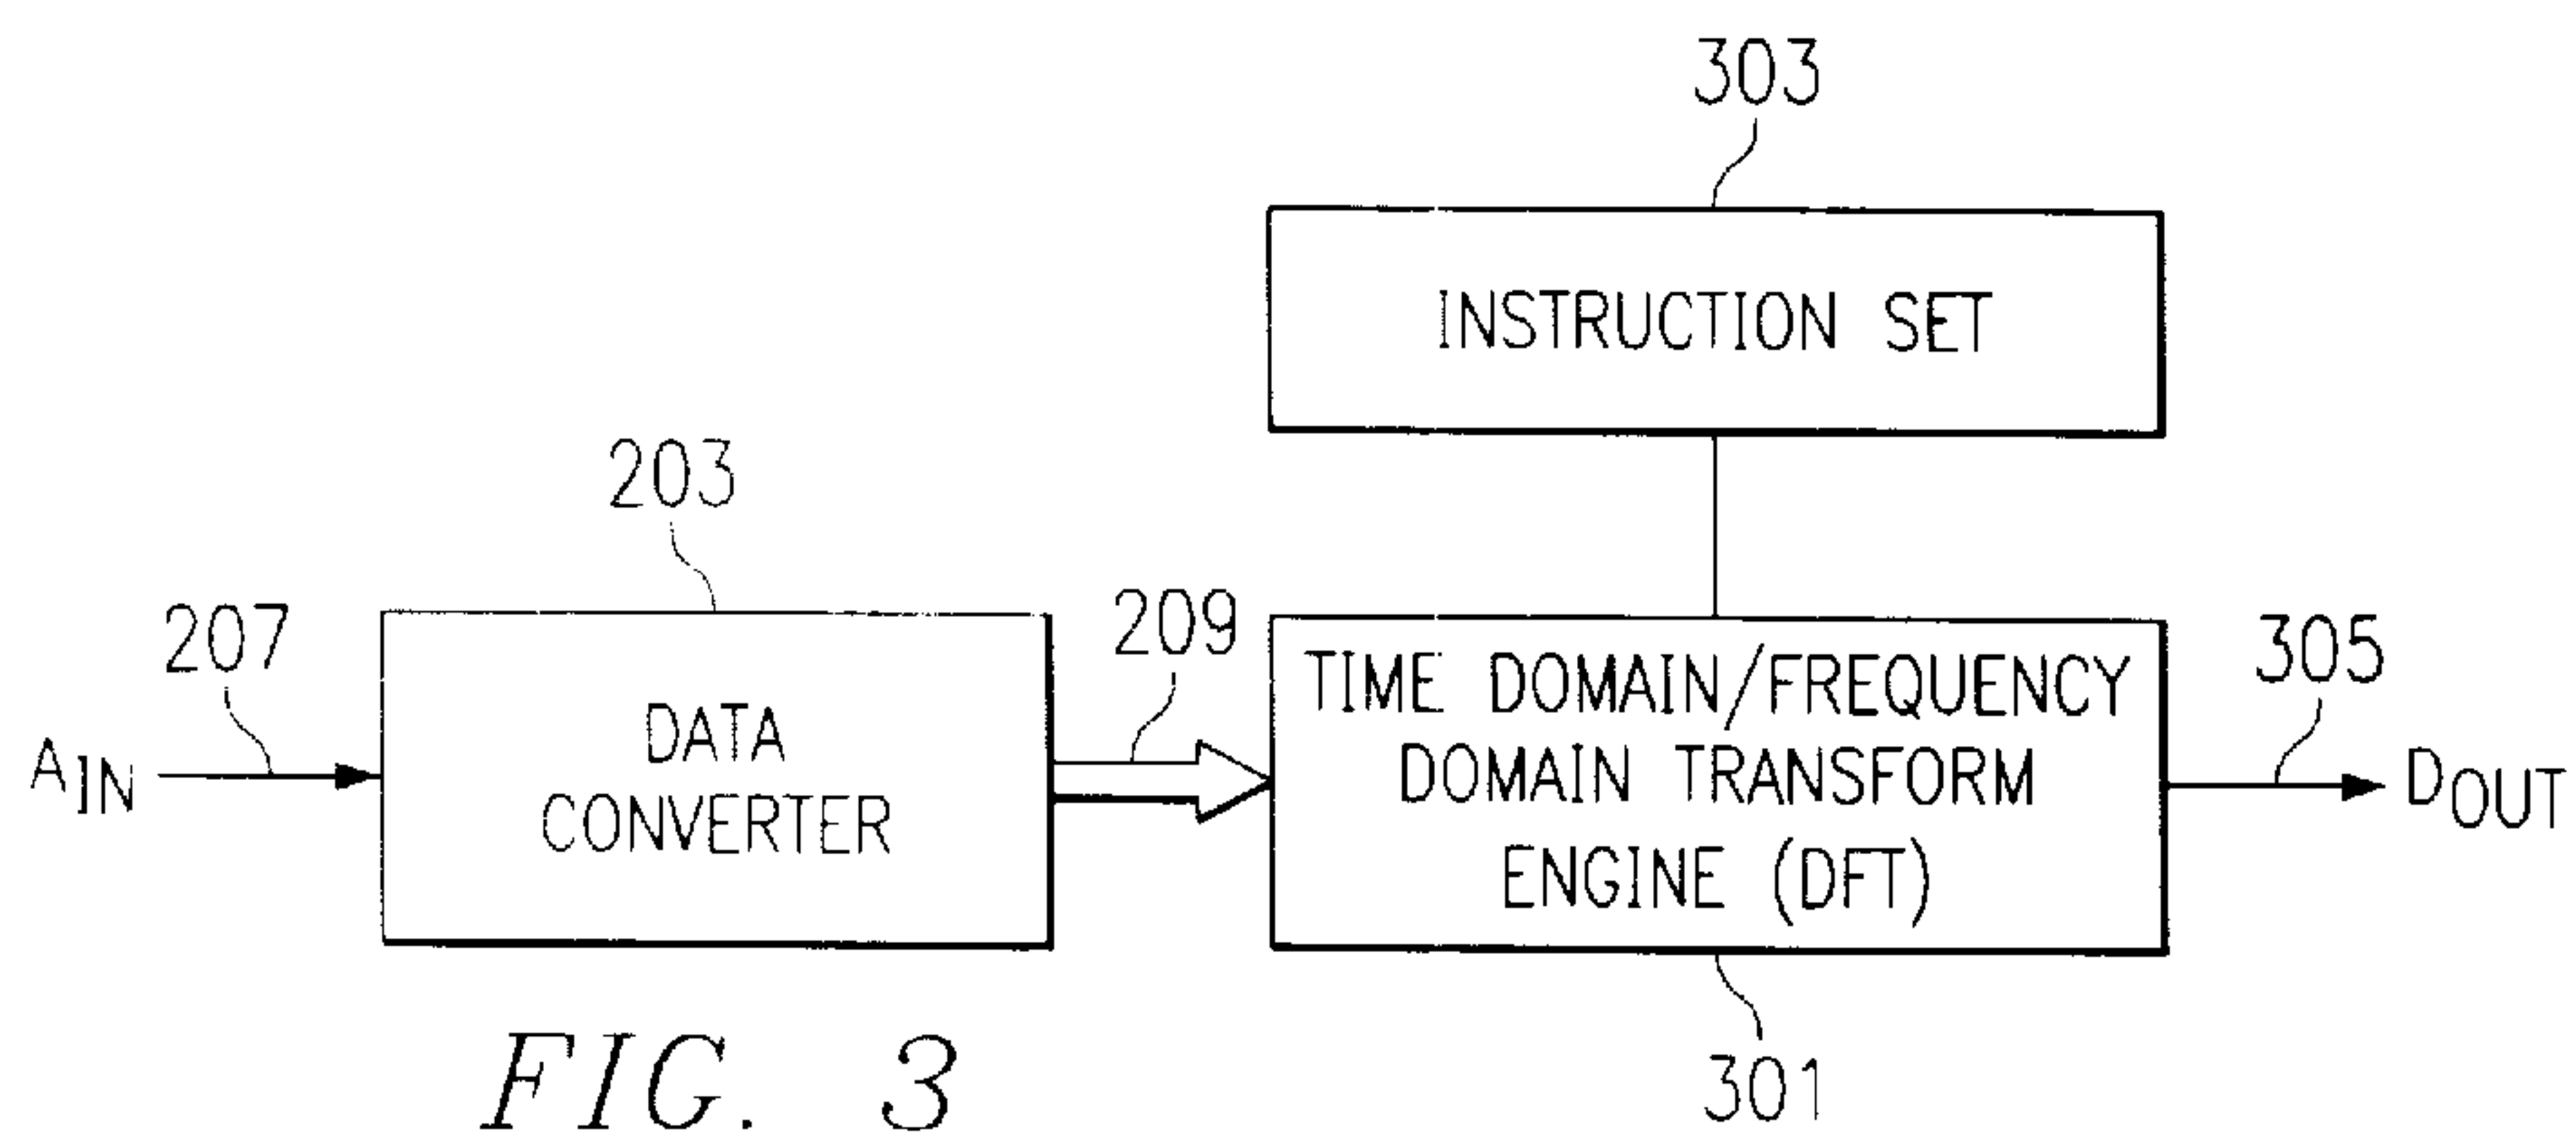 303
INSTRUCTION SET
203
207
209
305
A_IN
DATA
CONVERTER
TIME DOMAIN/FREQUENCY
DOMAIN TRANSFORM
ENGINE (DFT)
D_OUT
301
FIG. 3